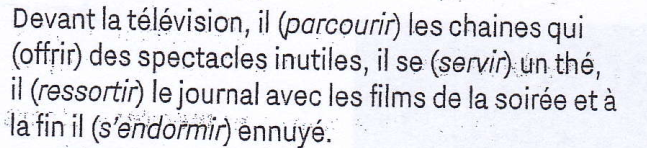 Devant la télévision, il (parcourir) les chaines qui
(offrir) des spectacles inutiles, il se (servir) un thé,
il (ressortir) le journal avec les films de la soirée et à
la fin il (s'endormir) ennuyé.